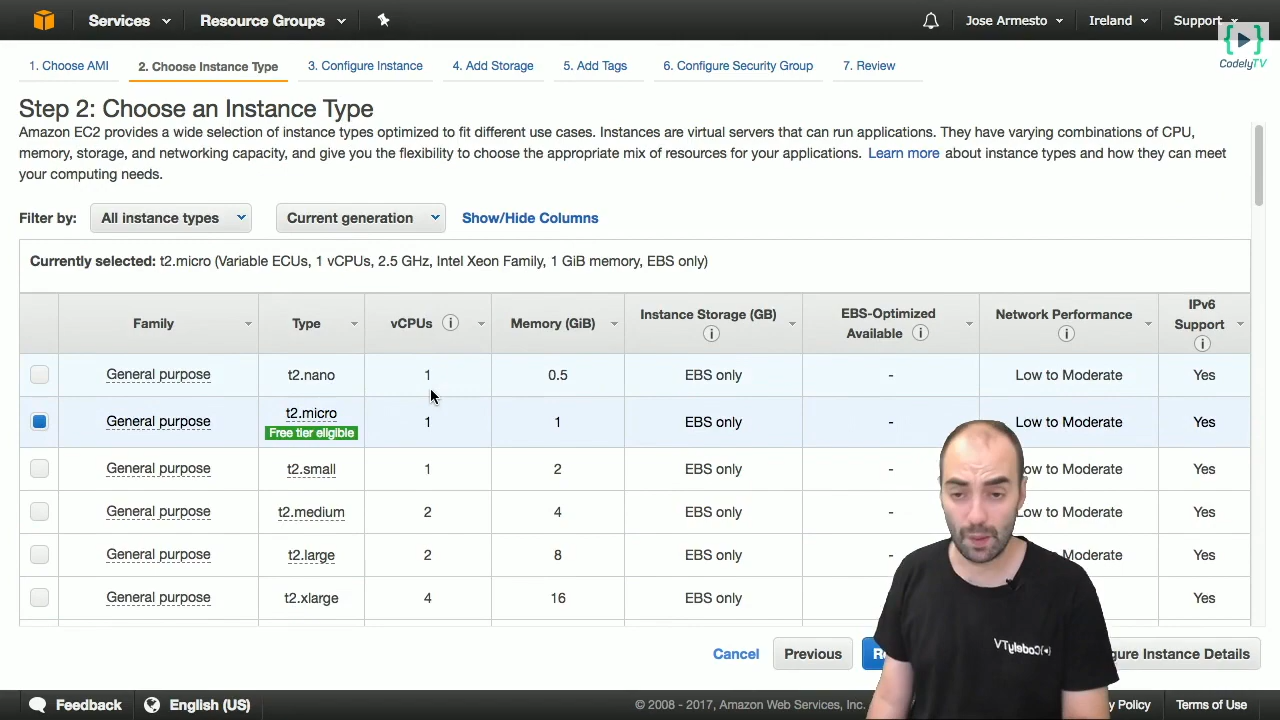 Services Resource Groups Jose Armesto Ireland Support
CodelyTV
1. Choose AMI 2. Choose Instance Type 3. Configure Instance 4. Add Storage 5. Add Tags 6. Configure Security Group 7. Review
Step 2: Choose an Instance Type
Amazon EC2 provides a wide selection of instance types optimized to fit different use cases. Instances are virtual servers that can run applications. They have varying combinations of CPU,
memory, storage, and networking capacity, and give you the flexibility to choose the appropriate mix of resources for your applications. Learn more about instance types and how they can meet
your computing needs.
Filter by: All instance types Current generation Show/Hide Columns
Currently selected: t2.micro (Variable ECUs, 1 vCPUs, 2.5 GHz, Intel Xeon Family, 1 GiB memory, EBS only)
Family Type vCPUs Memory (GiB) Instance Storage (GB) EBS-Optimized Available Network Performance IPv6 Support
General purpose t2.nano 1 0.5 EBS only - Low to Moderate Yes
General purpose t2.micro 1 1 EBS only - Low to Moderate Yes
Free tier eligible
General purpose t2.small 1 2 EBS only - Low to Moderate Yes
General purpose t2.medium 2 4 EBS only - Low to Moderate Yes
General purpose t2.large 2 8 EBS only - Moderate Yes
General purpose t2.xlarge 4 16 EBS only - Yes
Cancel Previous Instance Details
CodelyTV
Feedback English (US) © 2008 - 2017, Amazon Web Services, Inc. Policy Terms of Use